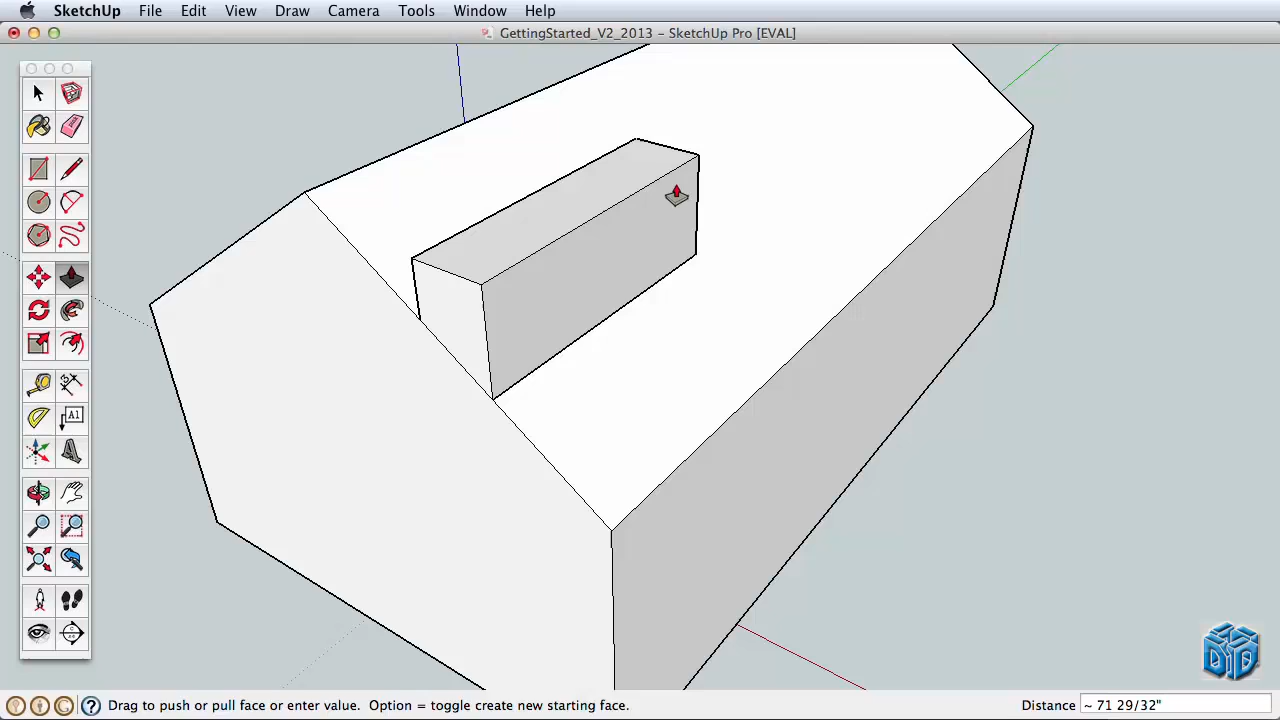 SketchUp File Edit View Draw Camera Tools Window Help
GettingStarted_V2_2013 – SketchUp Pro [EVAL]
A1
Drag to push or pull face or enter value. Option = toggle create new starting face. Distance ~ 71 29/32"